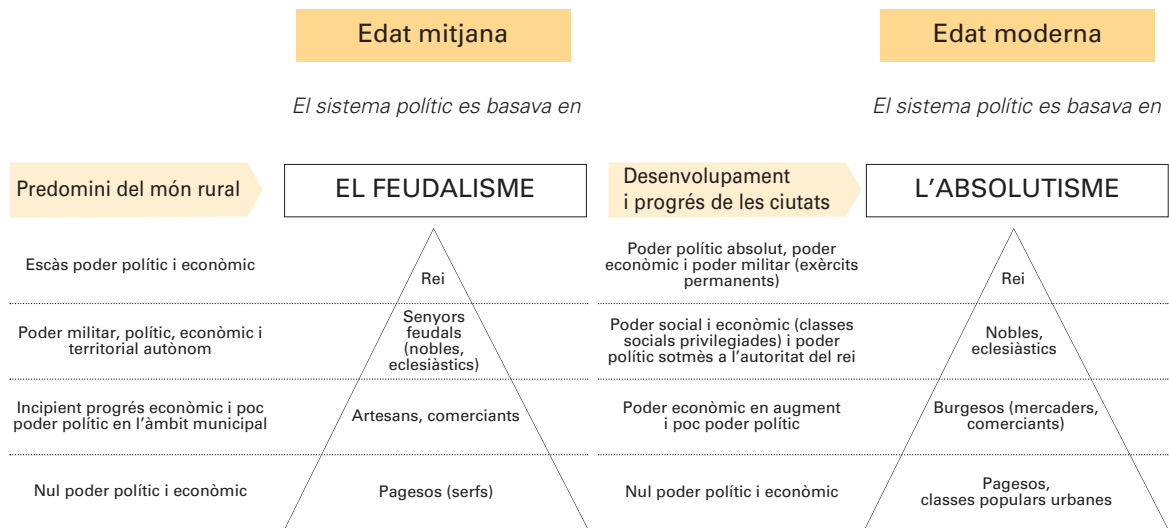 Edat mitjana
El sistema polític es basava en
Predomini del món rural
EL FEUDALISME
Escàs poder polític i econòmic
Rei
Poder militar, polític, econòmic i
territorial autònom
Senyors
feudals
(nobles,
eclesiàstics)
Incipient progrés econòmic i poc
poder polític en l’àmbit municipal
Artesans, comerciants
Nul poder polític i econòmic
Pagesos (serfs)
Edat moderna
El sistema polític es basava en
Desenvolupament
i progrés de les ciutats
L’ABSOLUTISME
Poder polític absolut, poder
econòmic i poder militar (exèrcits
permanents)
Rei
Poder social i econòmic (classes
socials privilegiades) i poder
polític sotmès a l’autoritat del rei
Nobles,
eclesiàstics
Poder econòmic en augment
i poc poder polític
Burgesos (mercaders,
comerciants)
Nul poder polític i econòmic
Pagesos,
classes populars urbanes